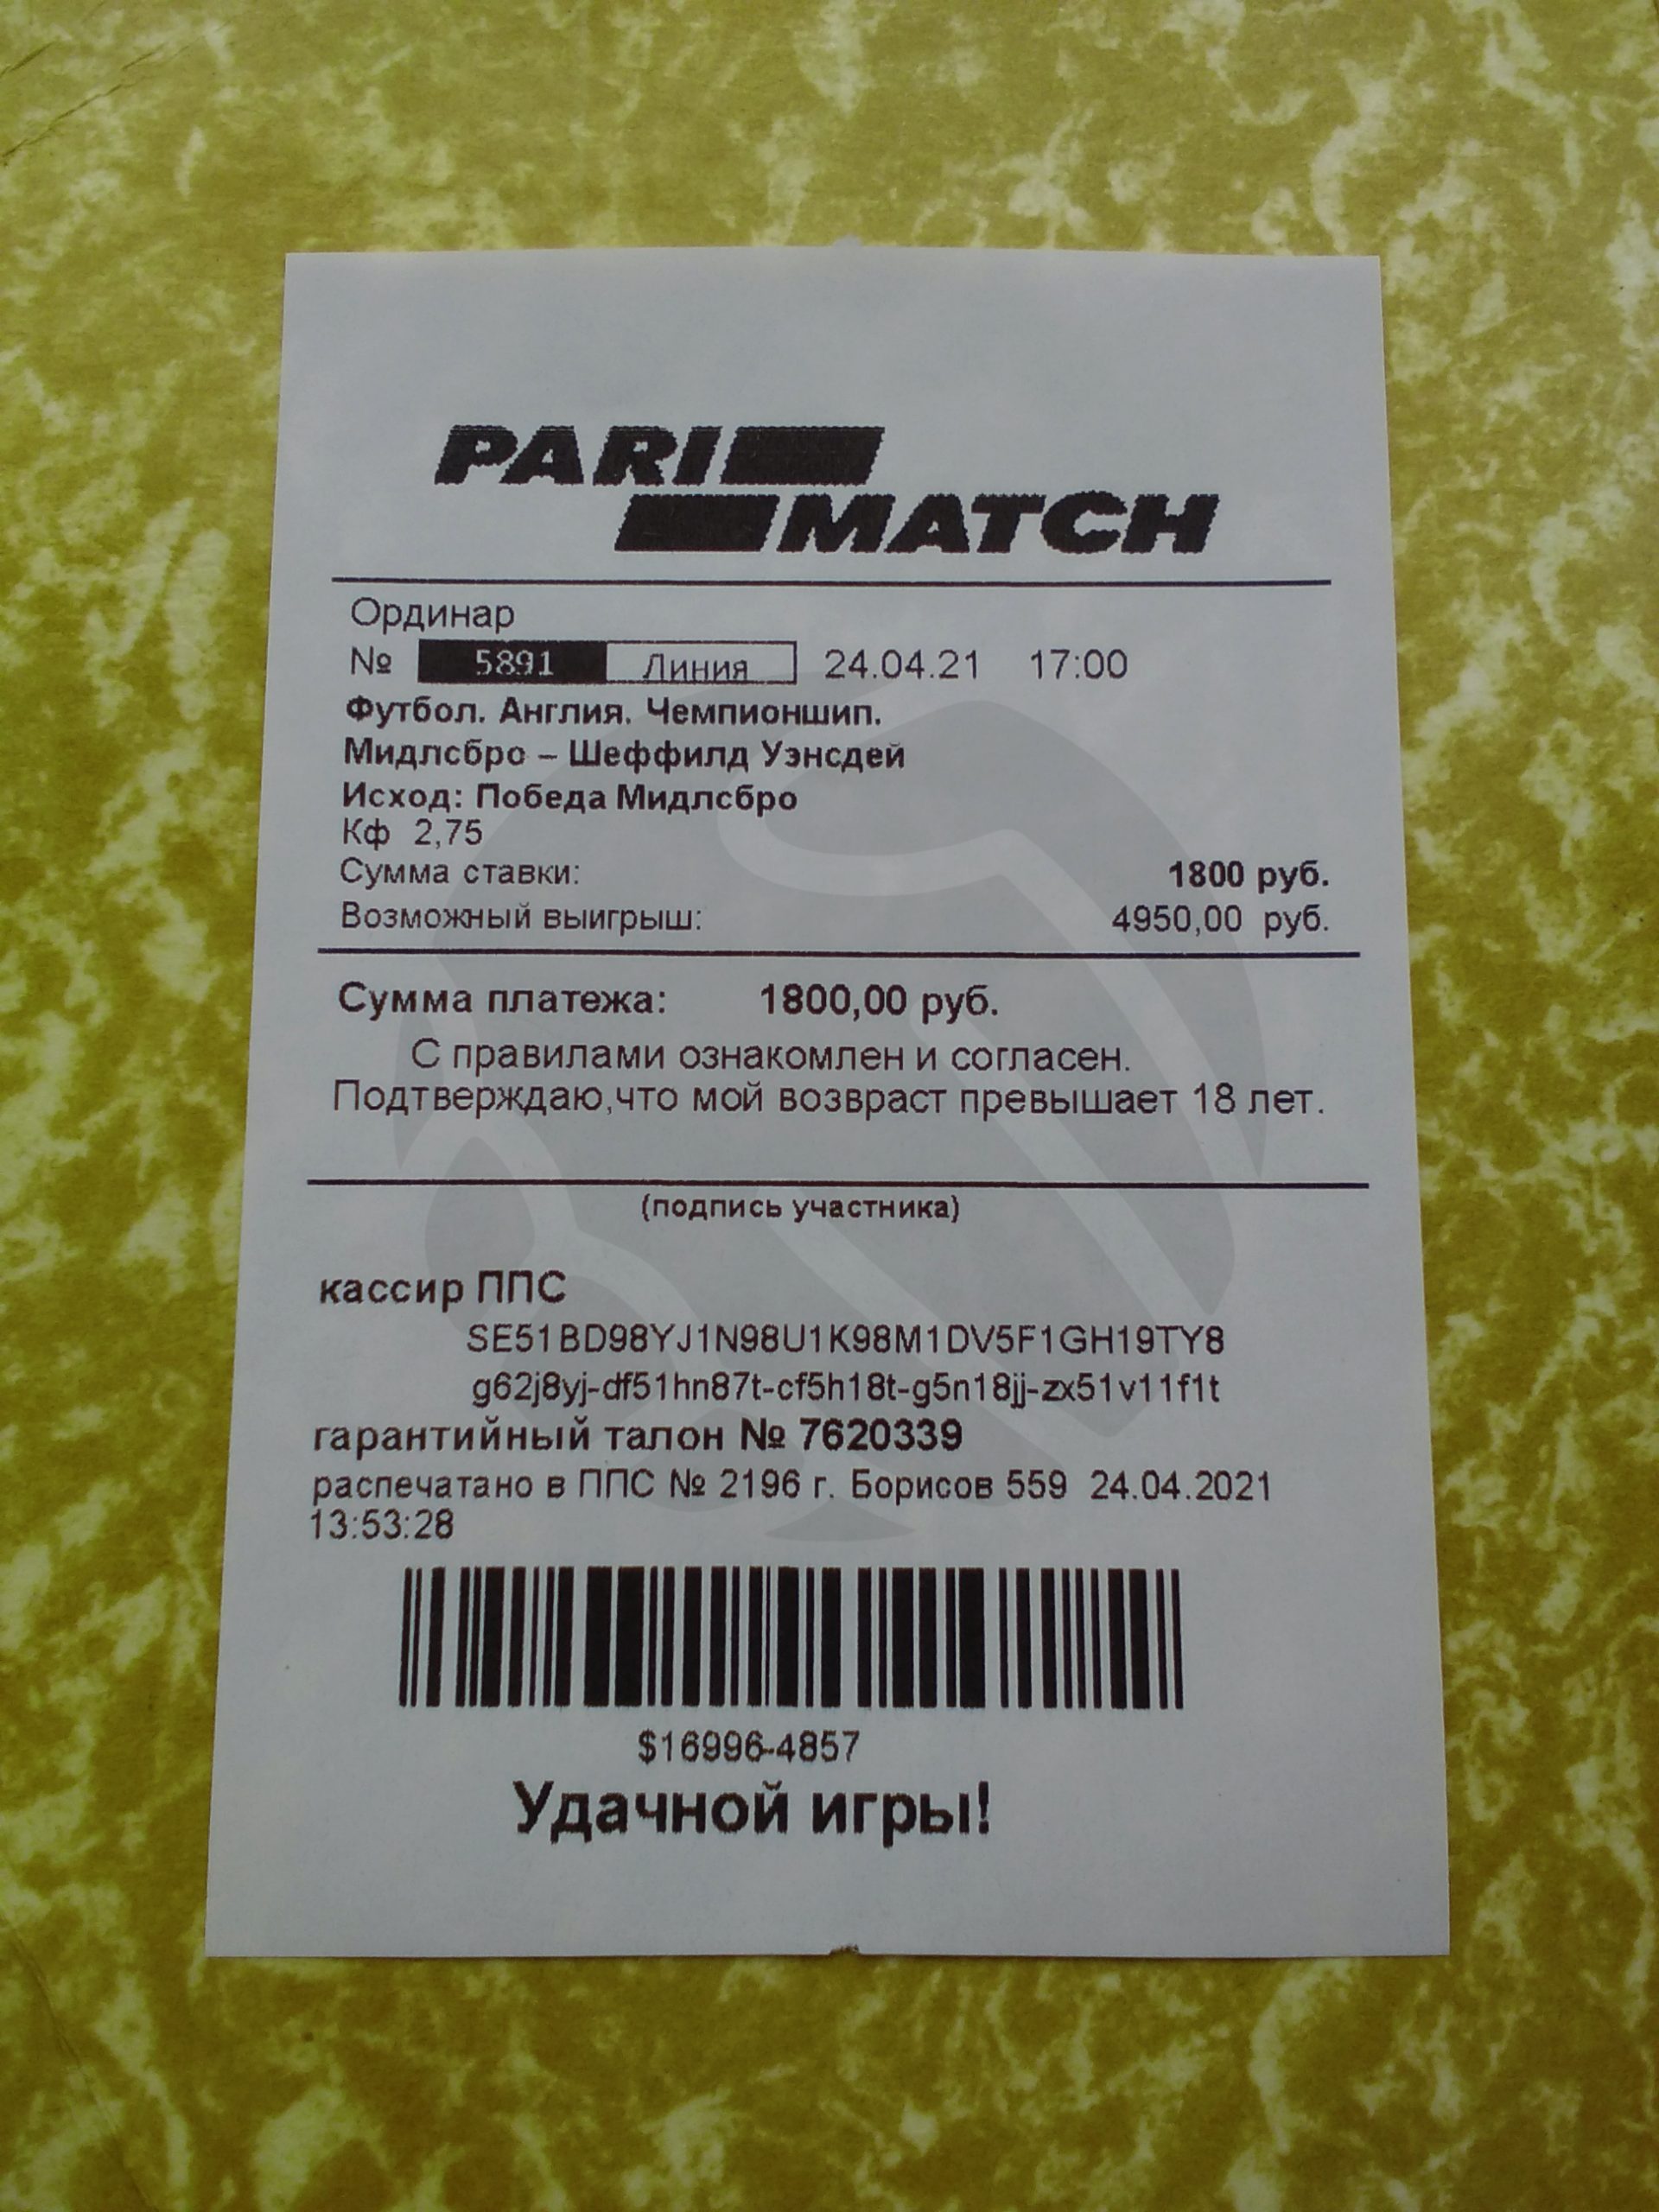 PARI
MATCH
Ординар
№ 5891 Линия 24.04.21 17:00
Футбол. Англия. Чемпионшип.
Мидлсбро – Шеффилд Уэнсдей
Исход: Победа Мидлсбро
Кф 2,75
Сумма ставки: 1800 руб.
Возможный выигрыш: 4950,00 руб.
Сумма платежа: 1800,00 руб.
С правилами ознакомлен и согласен.
Подтверждаю,что мой возвраст превышает 18 лет.
(подпись участника)
кассир ППС
SE51BD98YJ1N98U1K98M1DV5F1GH19TY8
g62j8yj-df51hn87t-cf5h18t-g5n18jj-zx51v11f1t
гарантийный талон № 7620339
распечатано в ППС № 2196 г. Борисов 559 24.04.2021
13:53:28
$16996-4857
Удачной игры!